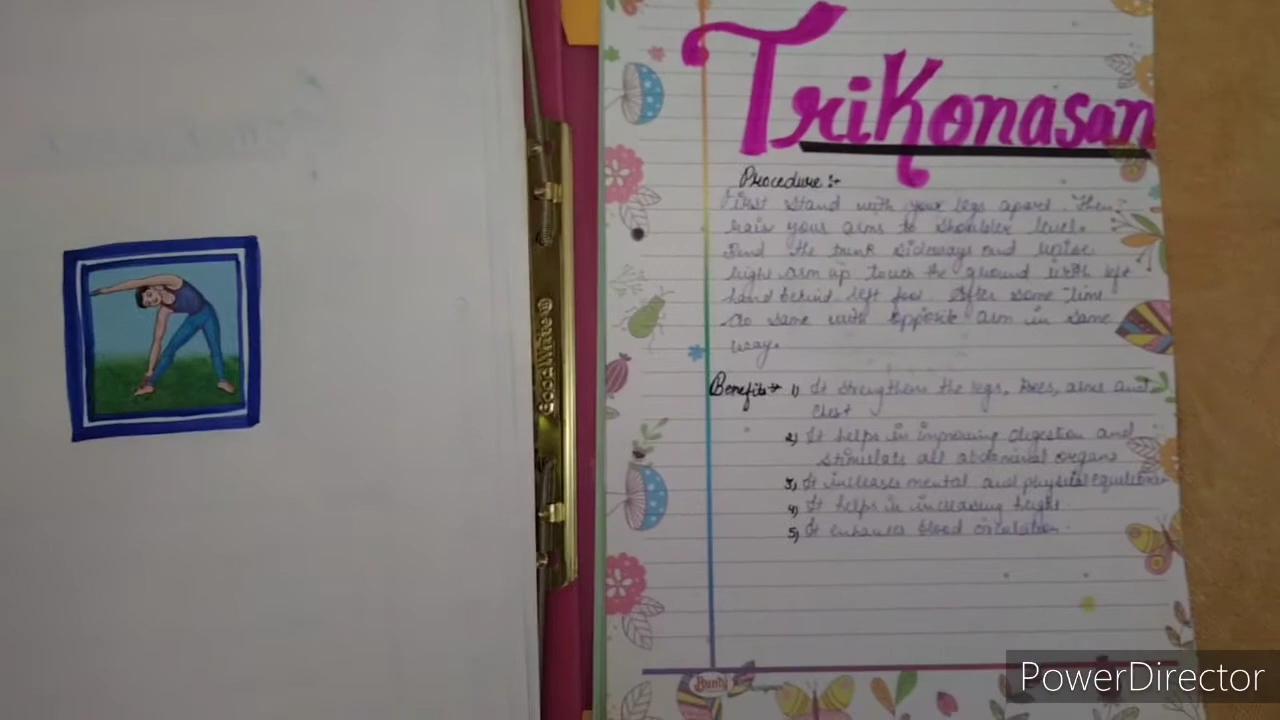 Trikonasan
Procedure :-
First stand with your legs apart. Then
rais your arms to shoulder level.
Bend the trunk sideways and raise
right arm up touch the ground with left
hand behind left foot. After some time
do same with opposite arm in same
way.
Benefits 1) It strengthens the legs, knees, arms and
chest
2) It helps in improving digestion and
stimulats all abdominal organs
3) It increases mental and physical equilibrium
4) It helps in increasing height.
5) It enhances blood circulation.
GoodWrite
Bunty
PowerDirector